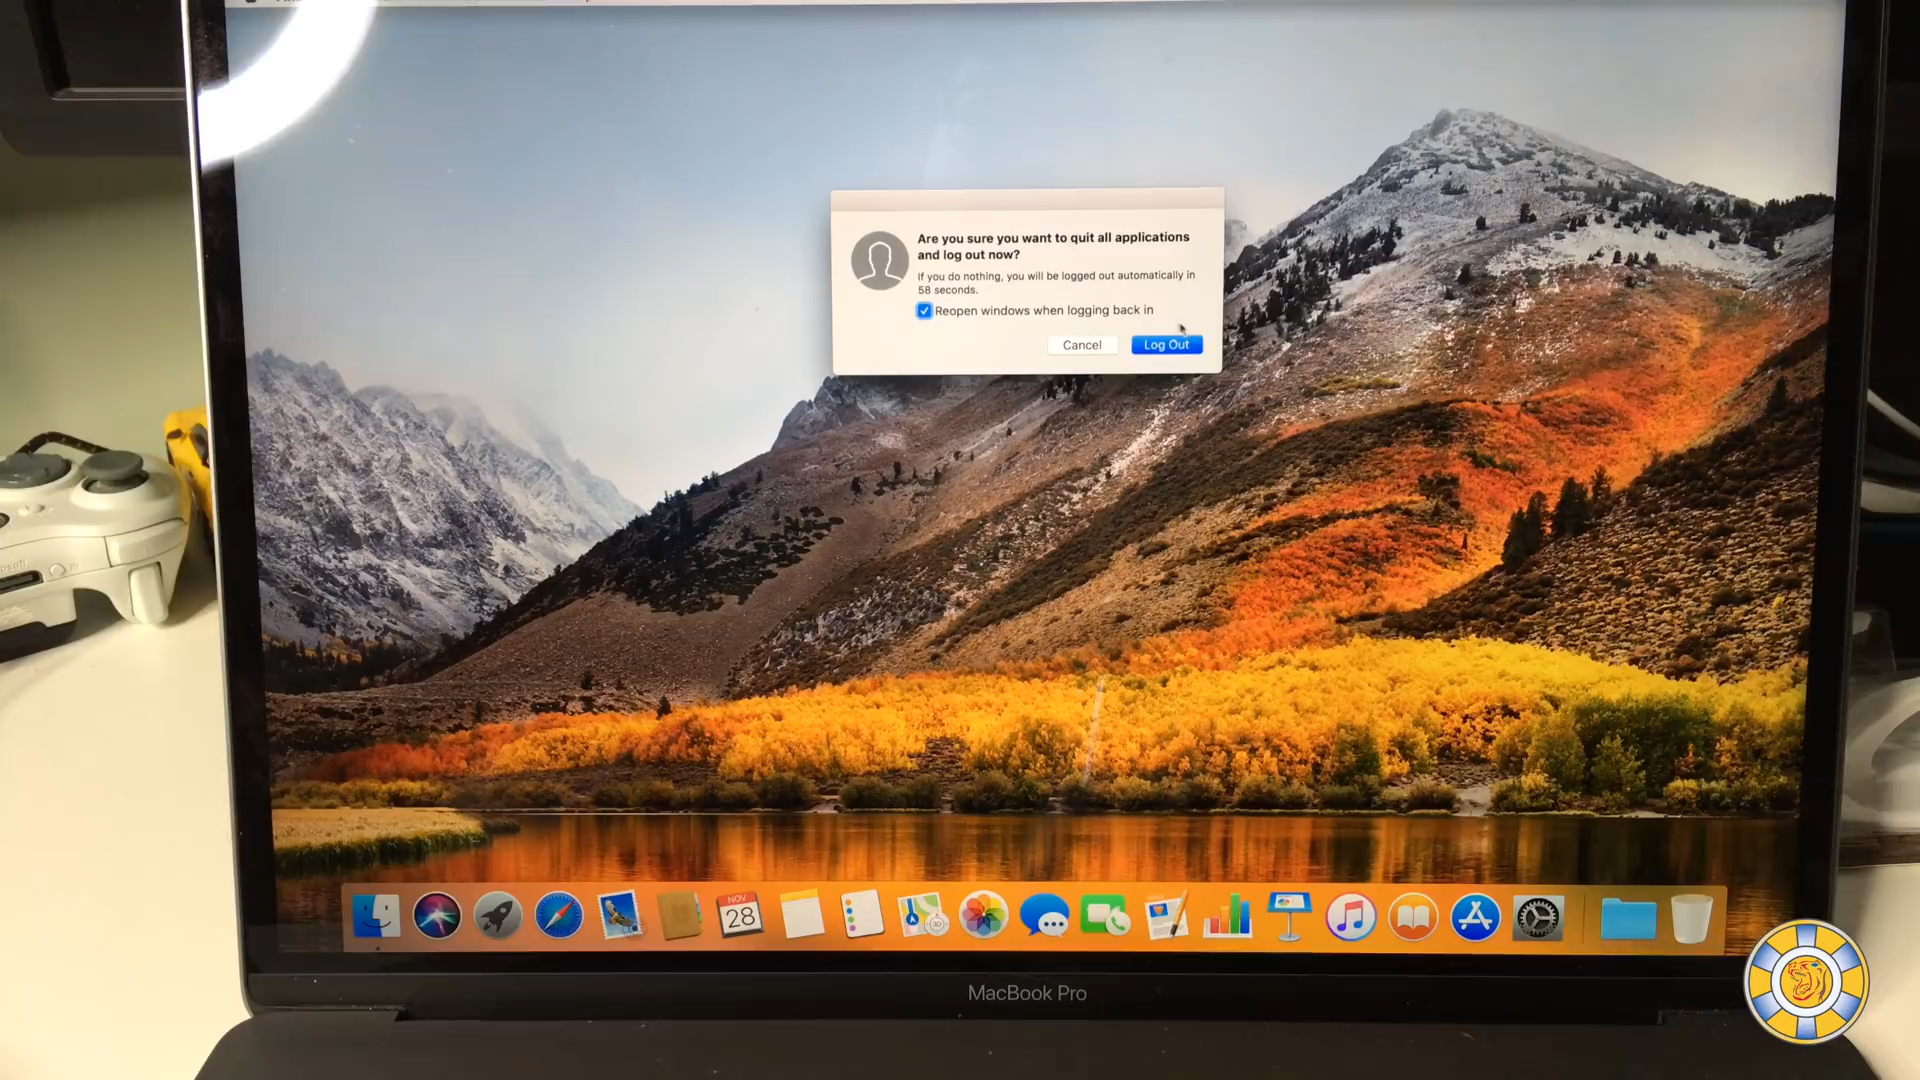 Are you sure you want to quit all applications
and log out now?
If you do nothing, you will be logged out automatically in
58 seconds.
Reopen windows when logging back in
Cancel
Log Out
NOV
28
MacBook Pro